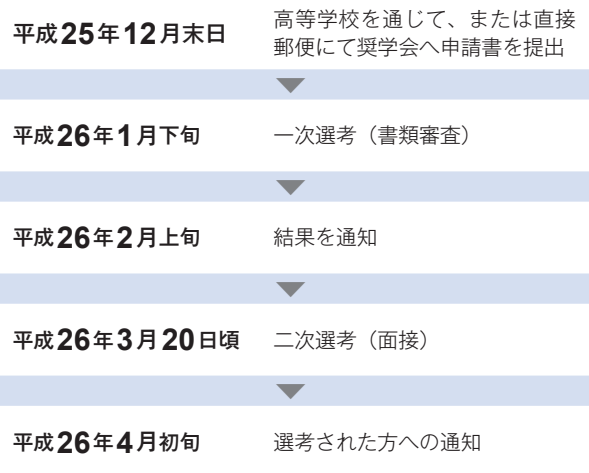 平成25年12月末日
高等学校を通じて、または直接
郵便にて奨学会へ申請書を提出
平成26年1月下旬
一次選考（書類審査）
平成26年2月上旬
結果を通知
平成26年3月20日頃
二次選考（面接）
平成26年4月初旬
選考された方への通知